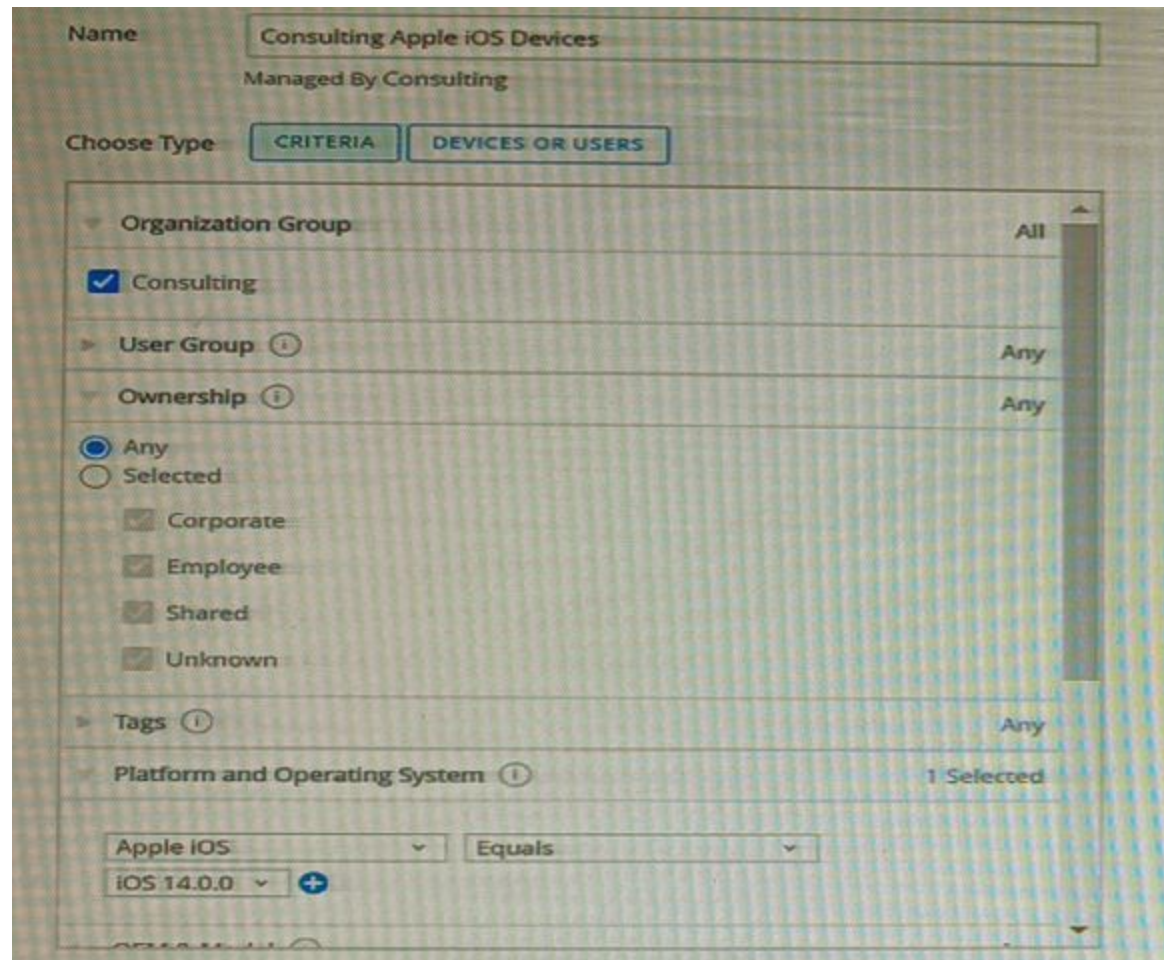 Name Consulting Apple iOS Devices
Managed By Consulting
Choose Type CRITERIA DEVICES OR USERS
Organization Group All
Consulting
User Group Any
Ownership Any
Any
Selected
Corporate
Employee
Shared
Unknown
Tags Any
Platform and Operating System 1 Selected
Apple iOS Equals
iOS 14.0.0